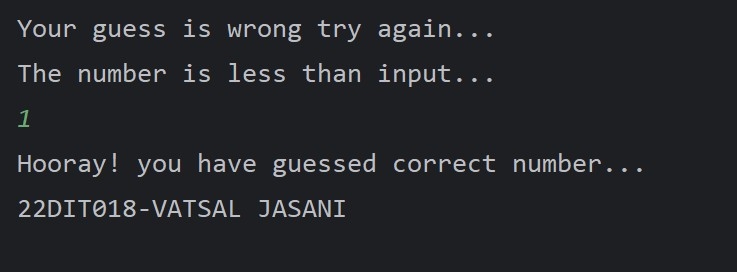 Your guess is wrong try again...
The number is less than input...
1
Hooray! you have guessed correct number...
22DIT018-VATSAL JASANI